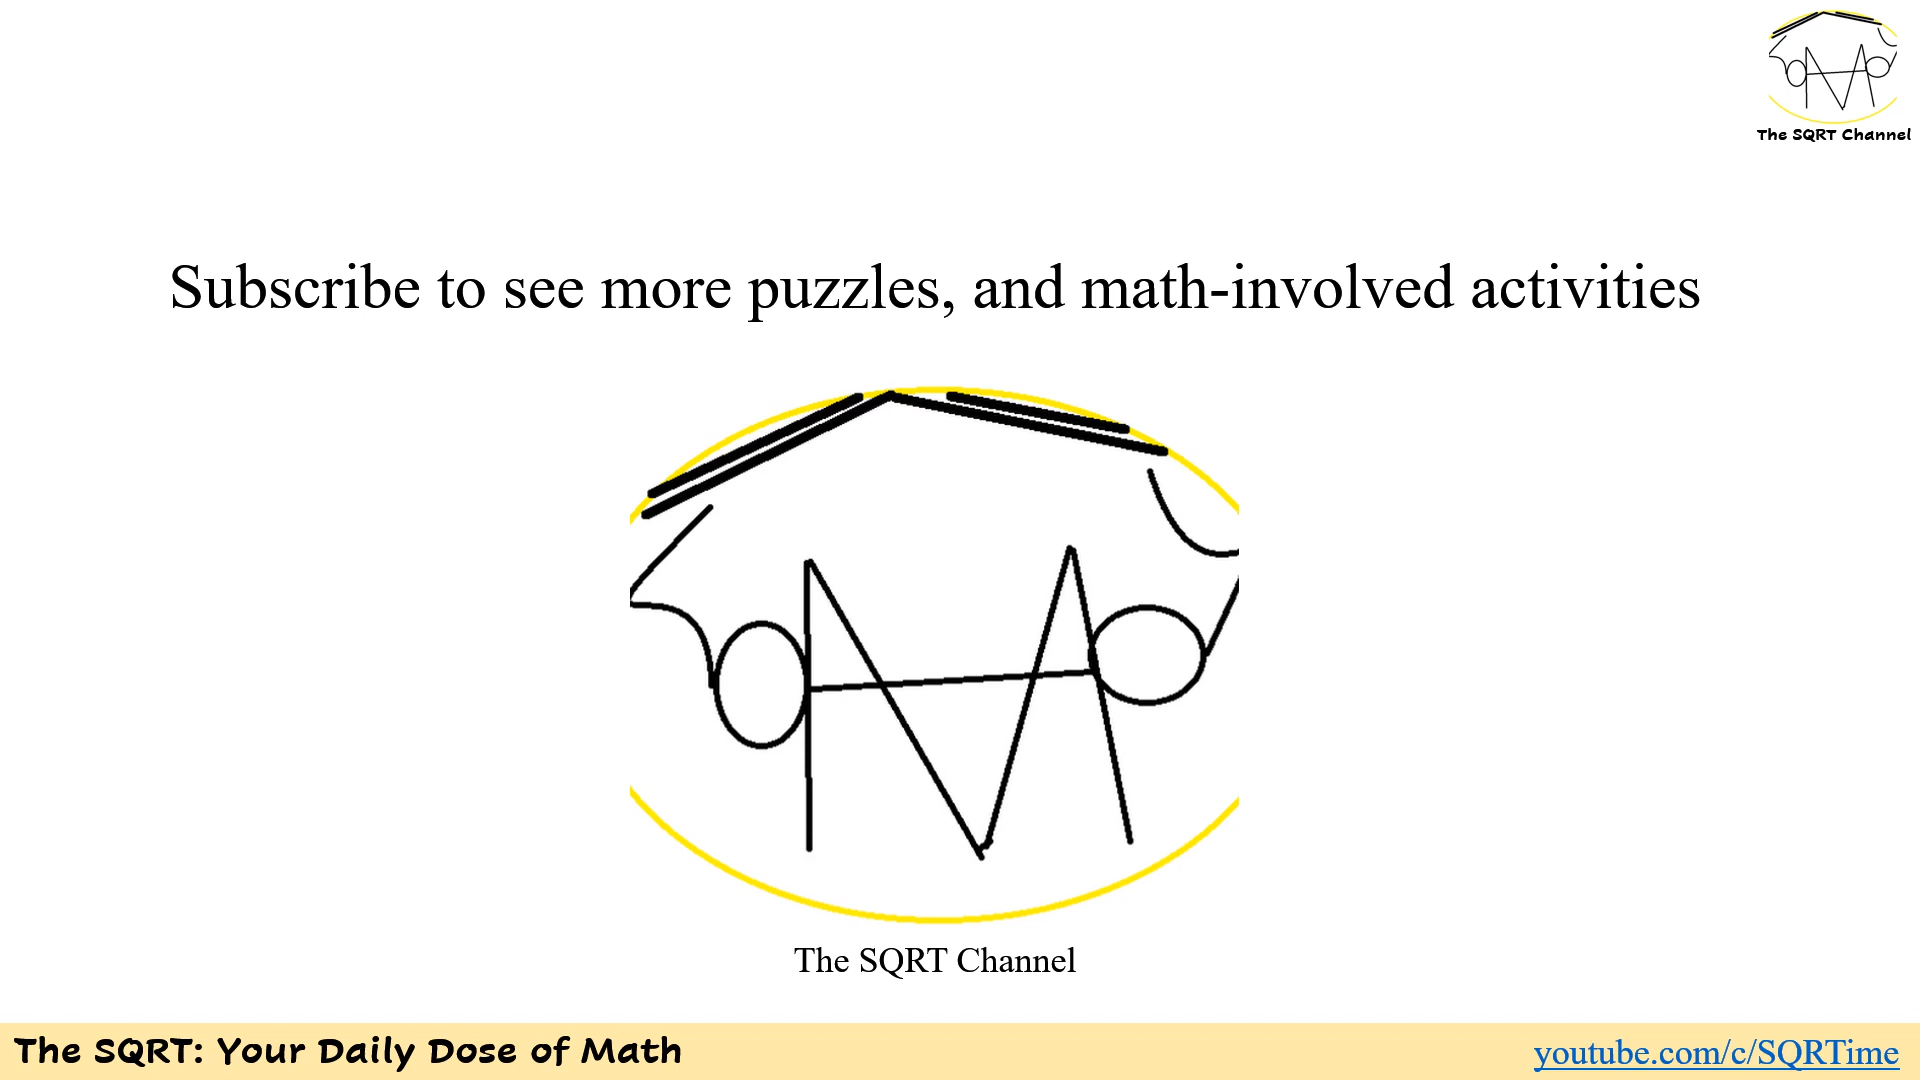 The SQRT Channel
Subscribe to see more puzzles, and math-involved activities
The SQRT Channel
The SQRT: Your Daily Dose of Math
youtube.com/c/SQRTime